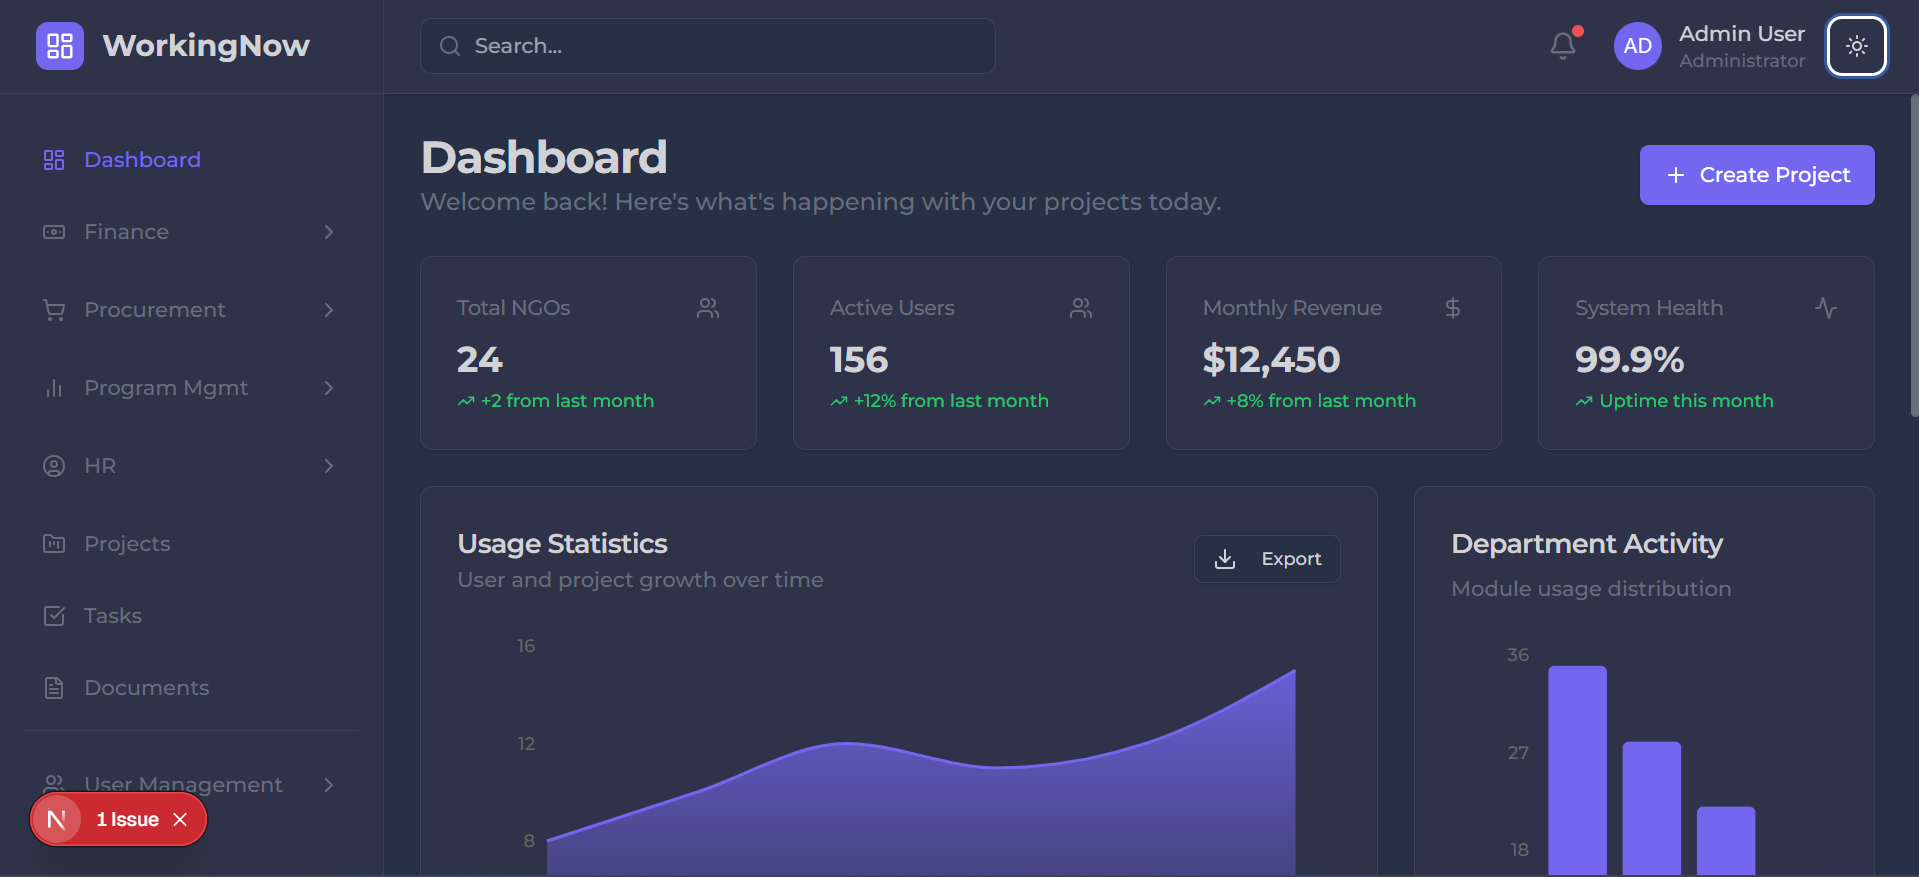 WorkingNow
Search...
AD
Admin User
Administrator
Dashboard
Finance
Procurement
Program Mgmt
HR
Projects
Tasks
Documents
User Management
N
1 Issue
Dashboard
Welcome back! Here's what's happening with your projects today.
Create Project
Total NGOs
24
+2 from last month
Active Users
156
+12% from last month
Monthly Revenue
$
$12,450
+8% from last month
System Health
99.9%
Uptime this month
Usage Statistics
User and project growth over time
Export
16
12
8
Department Activity
Module usage distribution
36
27
18